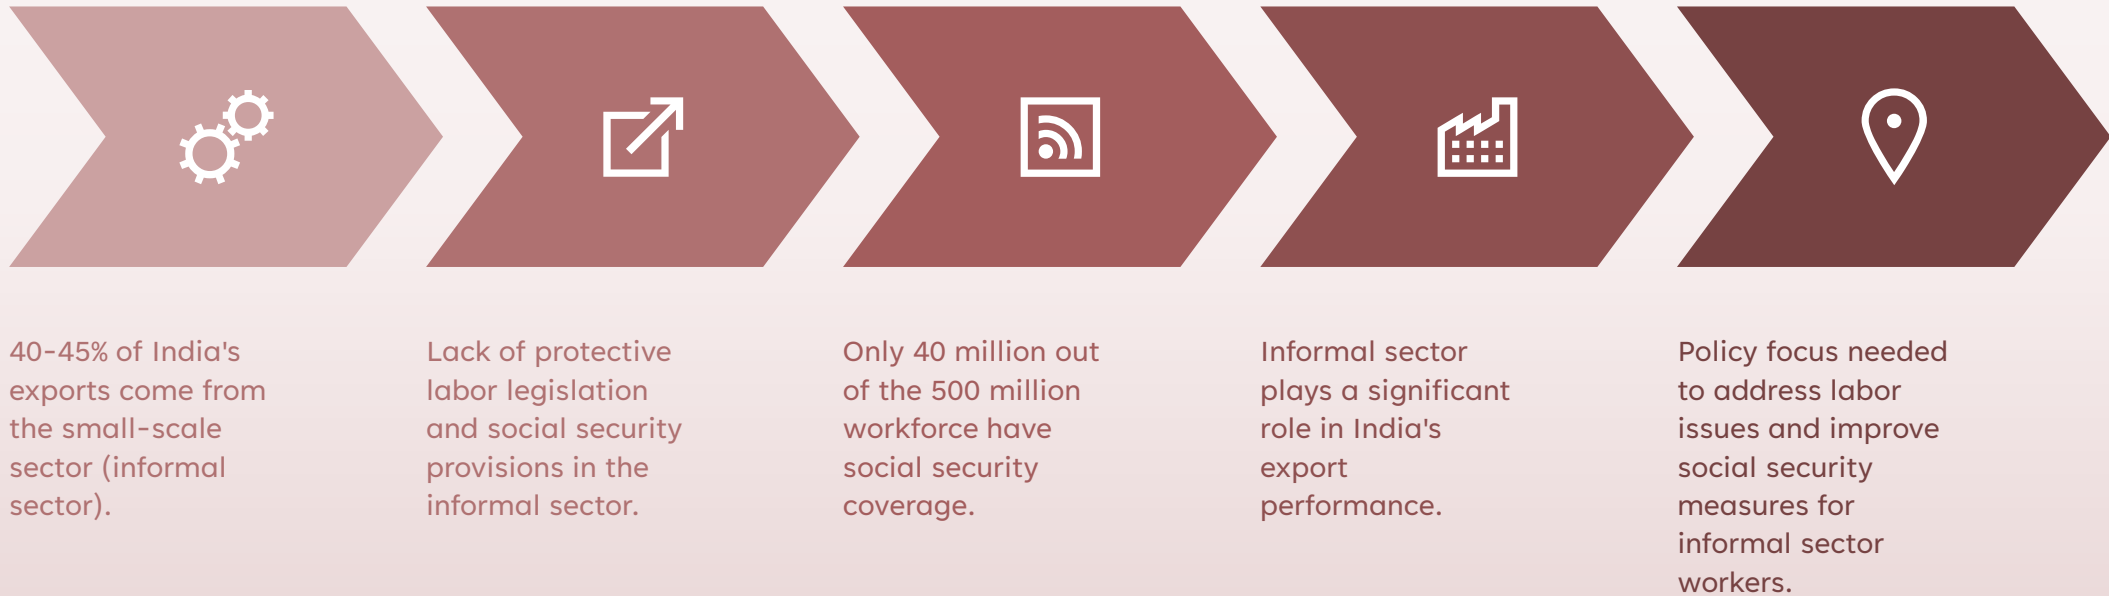 40-45% of India's
exports come from
the small-scale
sector (informal
sector).
Lack of protective
labor legislation
and social security
provisions in the
informal sector.
Only 40 million out
of the 500 million
workforce have
social security
coverage.
Informal sector
plays a significant
role in India's
export
performance.
Policy focus needed
to address labor
issues and improve
social security
measures for
informal sector
workers.